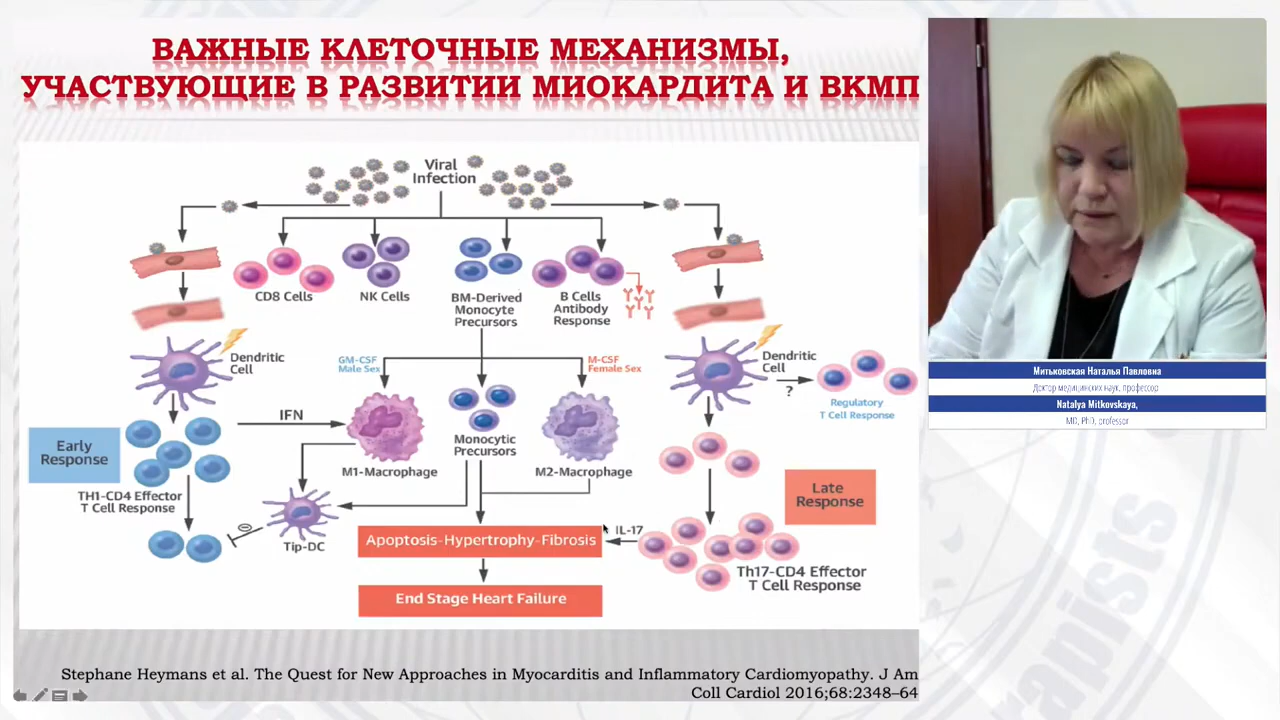 ВАЖНЫЕ КЛЕТОЧНЫЕ МЕХАНИЗМЫ,
УЧАСТВУЮЩИЕ В РАЗВИТИИ МИОКАРДИТА И ВКМП
Viral
Infection
CD8 Cells
NK Cells
BM-Derived
Monocyte
Precursors
B Cells
Antibody
Response
Dendritic
Cell
GM-CSF
Male Sex
M-CSF
Female Sex
Dendritic
Cell
?
Regulatory
T Cell Response
IFN
Early
Response
M1-Macrophage
Monocytic
Precursors
M2-Macrophage
TH1-CD4 Effector
T Cell Response
Late
Response
Tip-DC
Apoptosis-Hypertrophy-Fibrosis
IL-17
Th17-CD4 Effector
T Cell Response
End Stage Heart Failure
Stephane Heymans et al. The Quest for New Approaches in Myocarditis and Inflammatory Cardiomyopathy. J Am
Coll Cardiol 2016;68:2348–64
Митьковская Наталья Павловна
Доктор медицинских наук, профессор
Natalya Mitkovskaya,
MD, PhD, professor
rapists